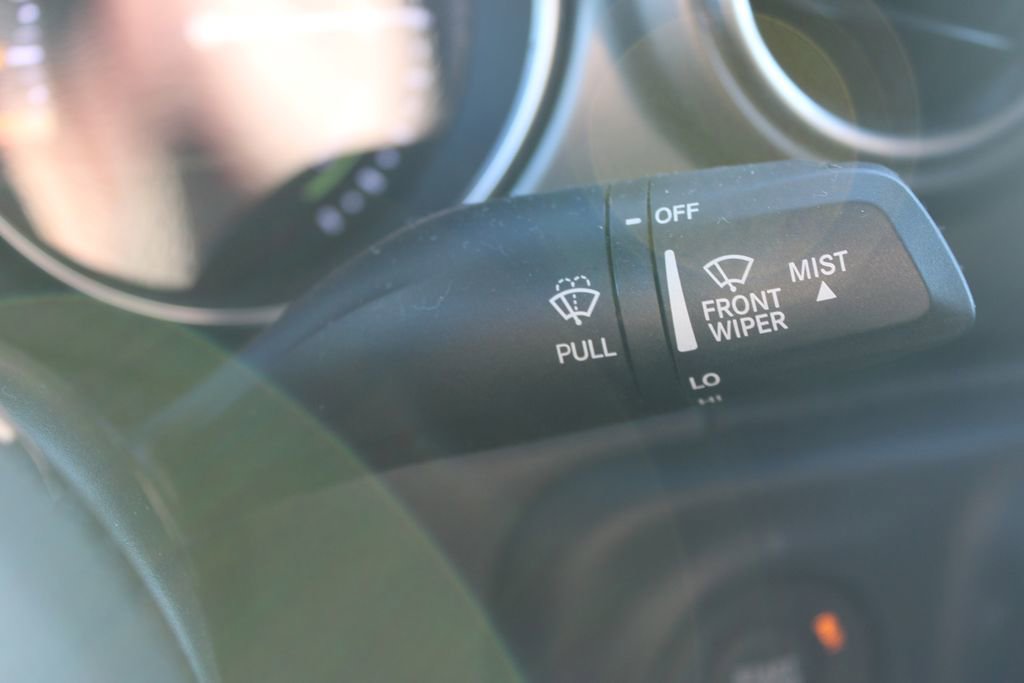 OFF
MIST
FRONT
WIPER
PULL
LO